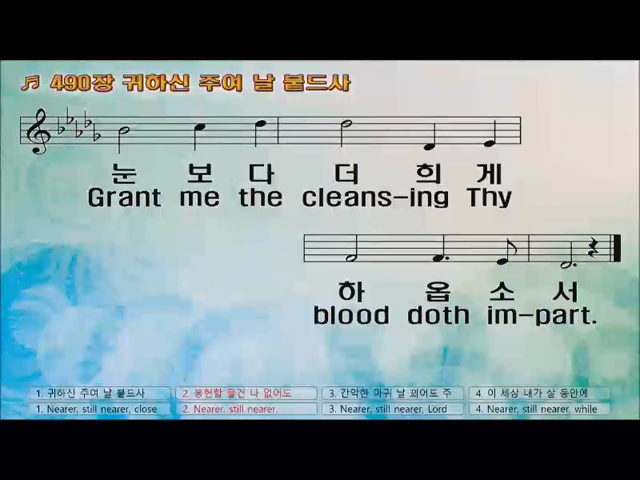 ♬ 490장 귀하신 주여 날 붙드사
눈 보 다 더 희 게
Grant me the cleans-ing Thy
하 옵 소 서
blood doth im-part.
1. 귀하신 주여 날 붙드사
2. 봉헌할 물건 나 없어도
3. 간악한 마귀 날 꾀어도 주
4. 이 세상 내가 살 동안에
1. Nearer, still nearer, close
2. Nearer, still nearer.
3. Nearer, still nearer, Lord
4. Nearer, still nearer, while